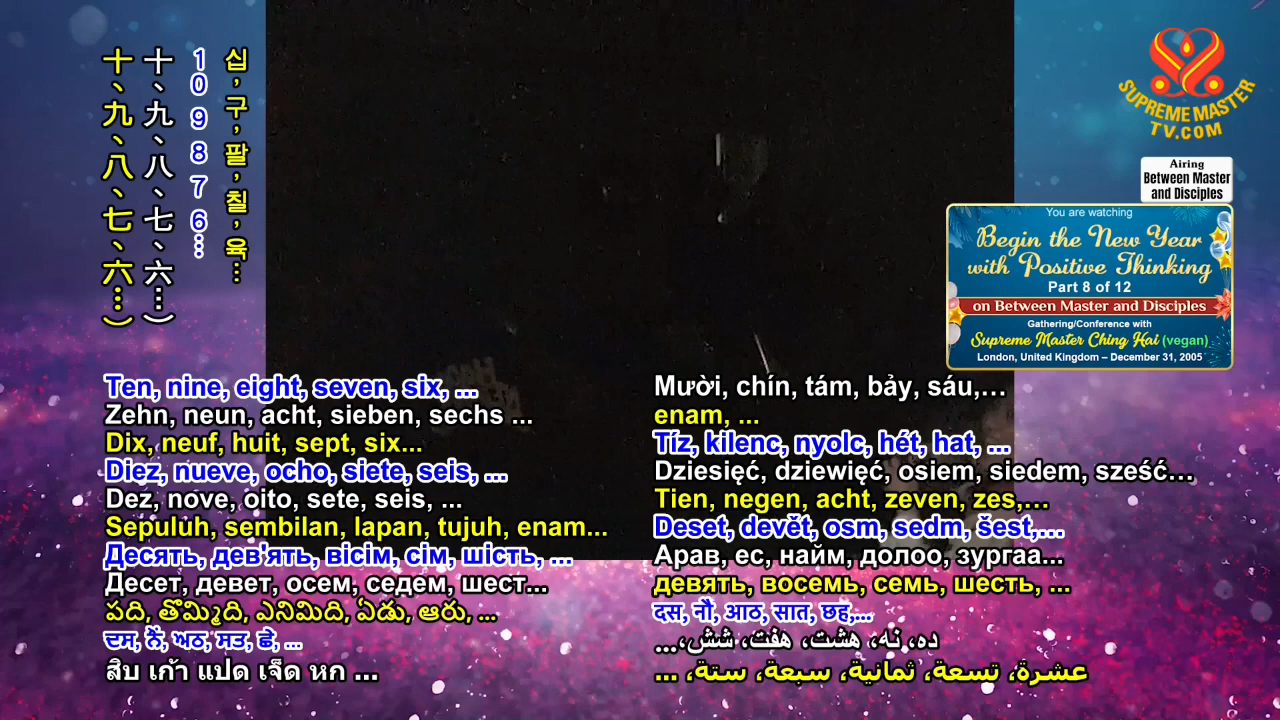 十、九、八、七、六…）
十、九、八、七、六…）
10 9 8 7 6…
십, 구, 팔, 칠, 육…
SUPREME MASTER
TV.COM
Airing
Between Master
and Disciples
You are watching
Begin the New Year
with Positive Thinking
Part 8 of 12
on Between Master and Disciples
Gathering/Conference with
Supreme Master Ching Hai (vegan)
London, United Kingdom – December 31, 2005
Ten, nine, eight, seven, six, ...
Zehn, neun, acht, sieben, sechs ...
Dix, neuf, huit, sept, six...
Diez, nueve, ocho, siete, seis, ...
Dez, nove, oito, sete, seis, ...
Sepuluh, sembilan, lapan, tujuh, enam...
Десять, дев'ять, вісім, сім, шість, ...
Десет, девет, осем, седем, шест...
పది, తొమ్మిది, ఎనిమిది, ఏడు, ఆరు, ...
ਦਸ, ਨੌਂ, ਅਠ, ਸਤ, ਛੇ, ...
สิบ เก้า แปด เจ็ด หก ...
Mười, chín, tám, bảy, sáu,…
enam, ...
Tíz, kilenc, nyolc, hét, hat, ...
Dziesięć, dziewięć, osiem, siedem, sześć…
Tien, negen, acht, zeven, zes,…
Deset, devět, osm, sedm, šest,…
Арав, ес, найм, долоо, зургаа...
девять, восемь, семь, шесть, ...
दस, नौ, आठ, सात, छह,...
ده، نه، هشت، هفت، شش،...
عشرة، تسعة، ثمانية، سبعة، ستة، ...